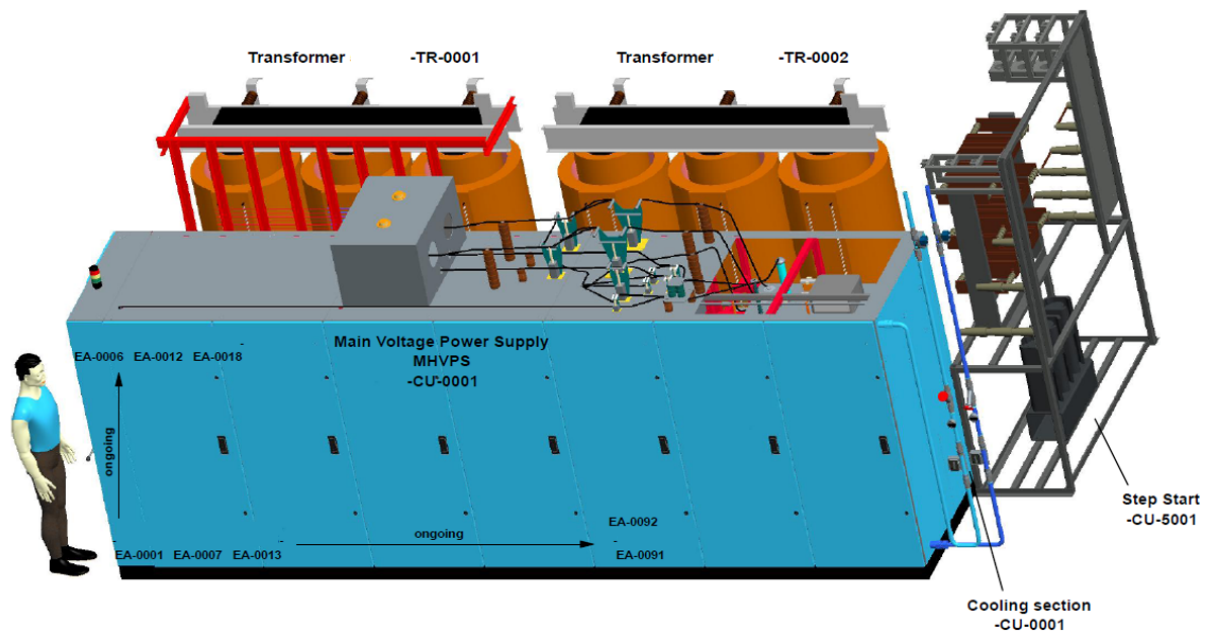 Transformer -TR-0001
Transformer -TR-0002
Main Voltage Power Supply
MHVPS
-CU-0001
EA-0006 EA-0012 EA-0018
ongoing
ongoing
EA-0001 EA-0007 EA-0013
EA-0092
EA-0091
Step Start
-CU-5001
Cooling section
-CU-0001